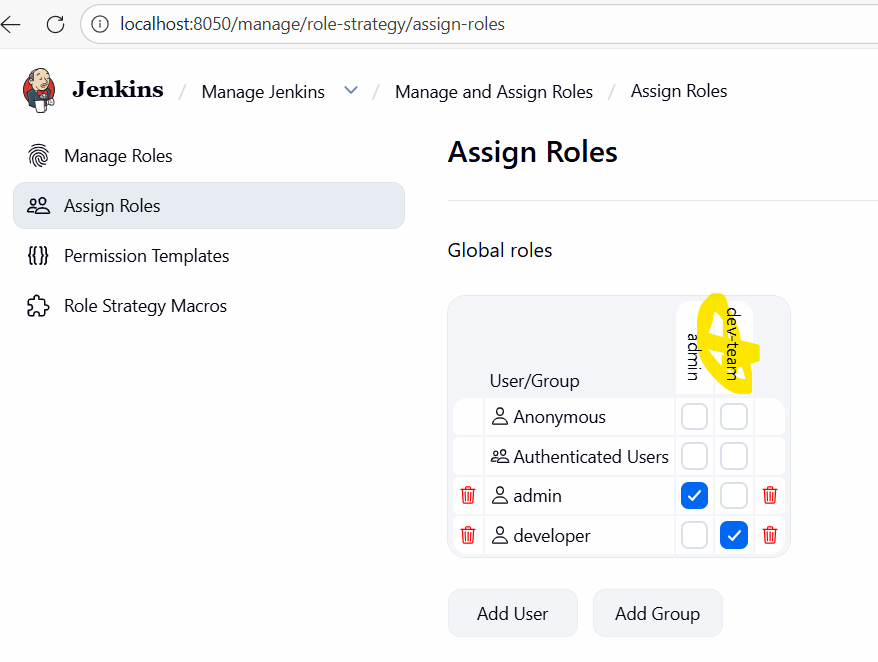 localhost:8050/manage/role-strategy/assign-roles
Jenkins / Manage Jenkins / Manage and Assign Roles / Assign Roles
Manage Roles
Assign Roles
Permission Templates
Role Strategy Macros
Assign Roles
Global roles
User/Group admin dev-team
Anonymous
Authenticated Users
admin
developer
Add User Add Group